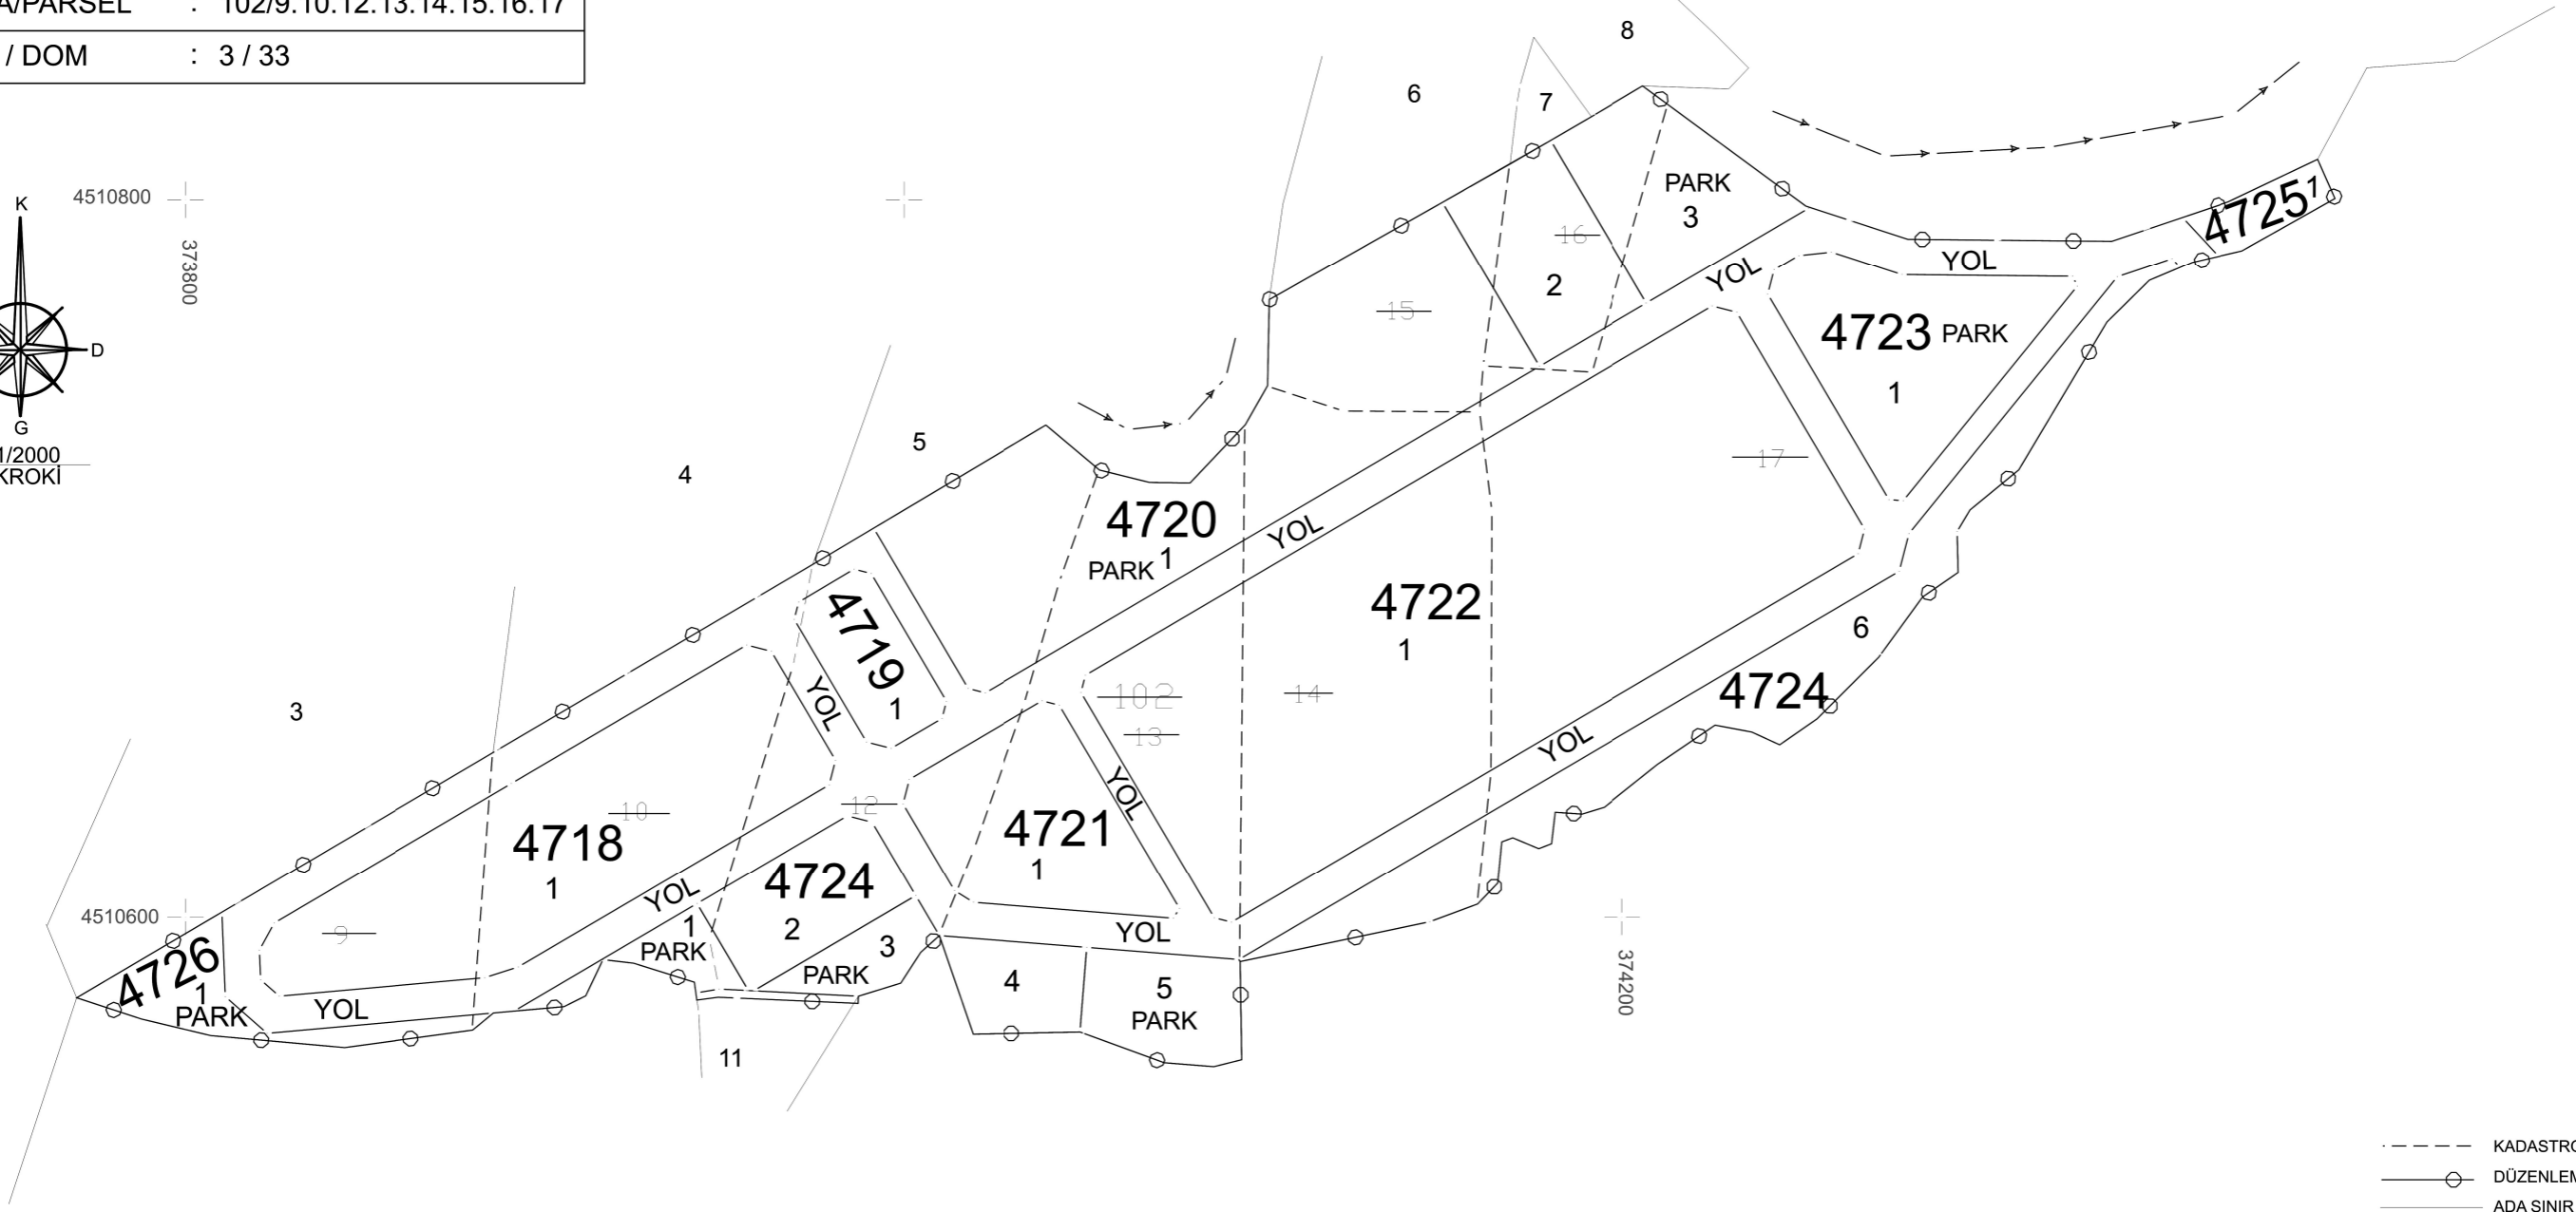 PARSEL : 102/9.10.12.13.14.15.16.17
/ DOM : 3 / 33
K
D
G
1/2000
KROKİ
4510800
373800
8
6
7
PARK
3
16
2
15
YOL
YOL
4725 1
4723 PARK
1
17
5
4
4720
PARK 1
YOL
4722
1
4719
1
YOL
6
4724
3
102
13
14
YOL
YOL
10
12
4718
1
4721
1
4724
2
YOL
1
PARK
3
PARK
YOL
4510600
9
4726
1
PARK
YOL
4
5
PARK
374200
11
KADASTRO
DÜZENLEM
ADA SINIR